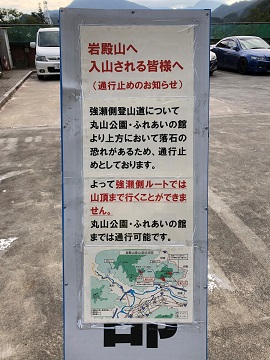 岩殿山へ
入山される皆様へ
(通行止めのお知らせ)
強瀬側登山道について
丸山公園・ふれあいの館
より上方において落石の
恐れがあるため、通行止
めとしております。
よって強瀬側ルートでは
山頂まで行くことができ
ません。
丸山公園・ふれあいの館
までは通行可能です。